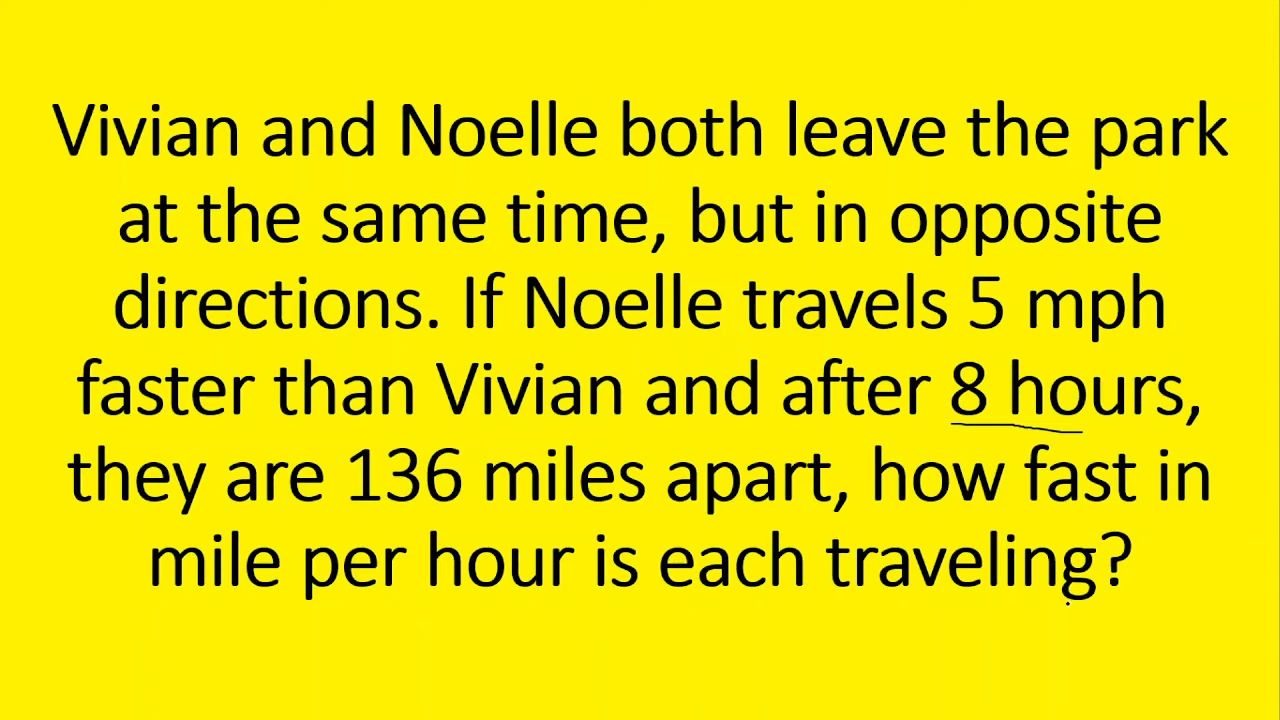 Vivian and Noelle both leave the park
at the same time, but in opposite
directions. If Noelle travels 5 mph
faster than Vivian and after 8 hours,
they are 136 miles apart, how fast in
mile per hour is each traveling?